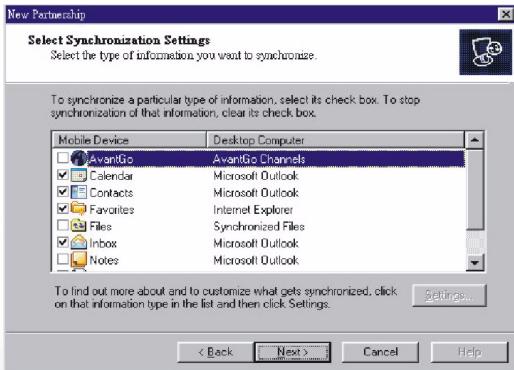 New Partnership
Select Synchronization Settings
Select the type of information you want to synchronize.
To synchronize a particular type of information, select its check box. To stop
synchronization of that information, clear its check box.
Mobile Device Desktop Computer
AvantGo AvantGo Channels
Calendar Microsoft Outlook
Contacts Microsoft Outlook
Favorites Internet Explorer
Files Synchronized Files
Inbox Microsoft Outlook
Notes Microsoft Outlook
To find out more about and to customize what gets synchronized, click
on that information type in the list and then click Settings.
Settings...
< Back Next > Cancel Help